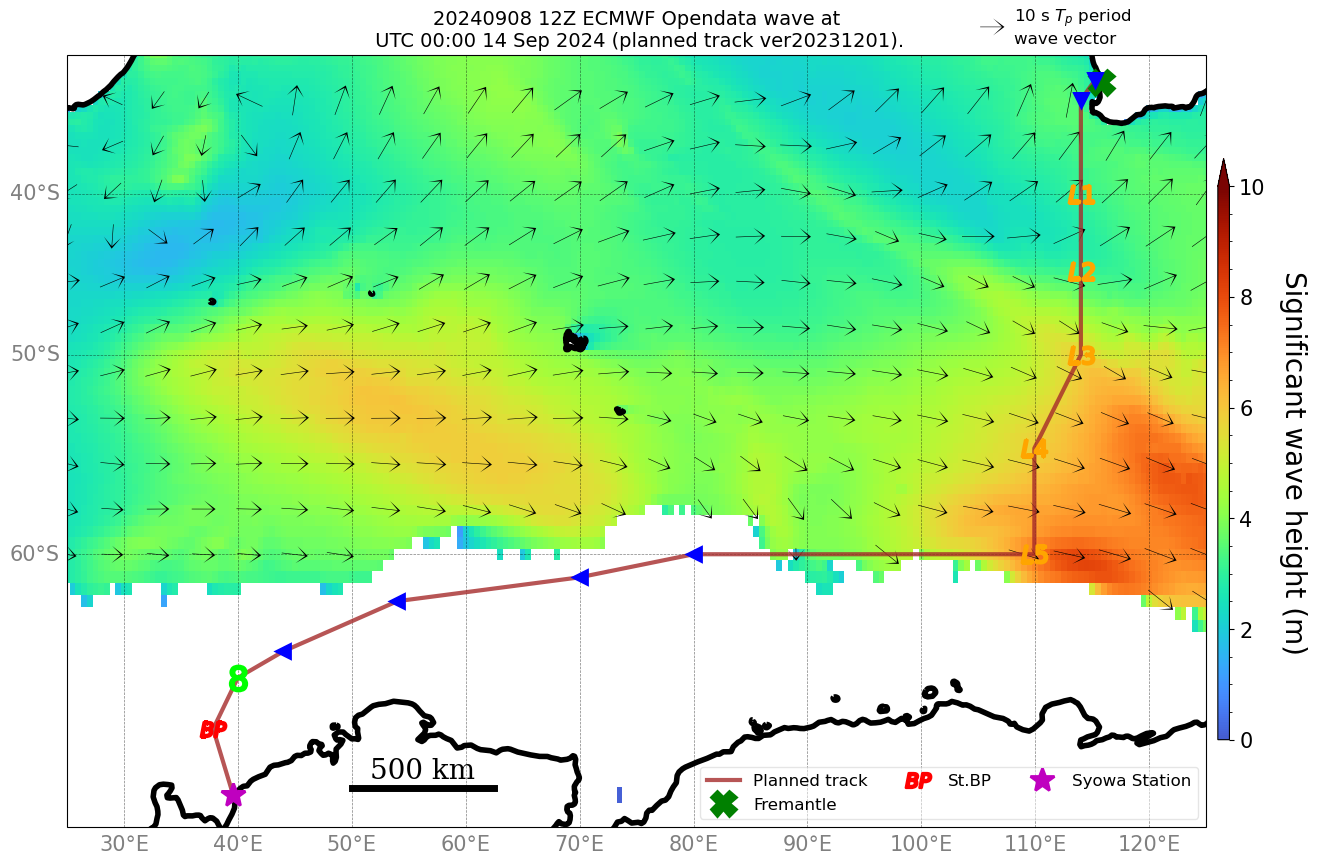 20240908 12Z ECMWF Opendata wave at
UTC 00:00 14 Sep 2024 (planned track ver20231201).
10 s Tp period
wave vector
40°S
50°S
60°S
L1
L2
L3
L4
L5
8
BP
500 km
Planned track
Fremantle
BP St.BP
Syowa Station
30°E 40°E 50°E 60°E 70°E 80°E 90°E 100°E 110°E 120°E
10
8
6
4
2
0
Significant wave height (m)